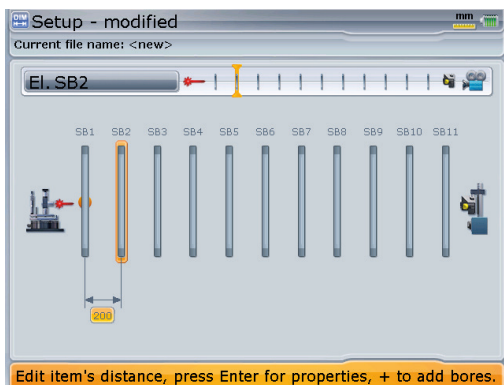 DIM
Setup - modified
mm
Current file name: <new>
El. SB2
SB1 SB2 SB3 SB4 SB5 SB6 SB7 SB8 SB9 SB10 SB11
200
Edit item's distance, press Enter for properties, + to add bores.